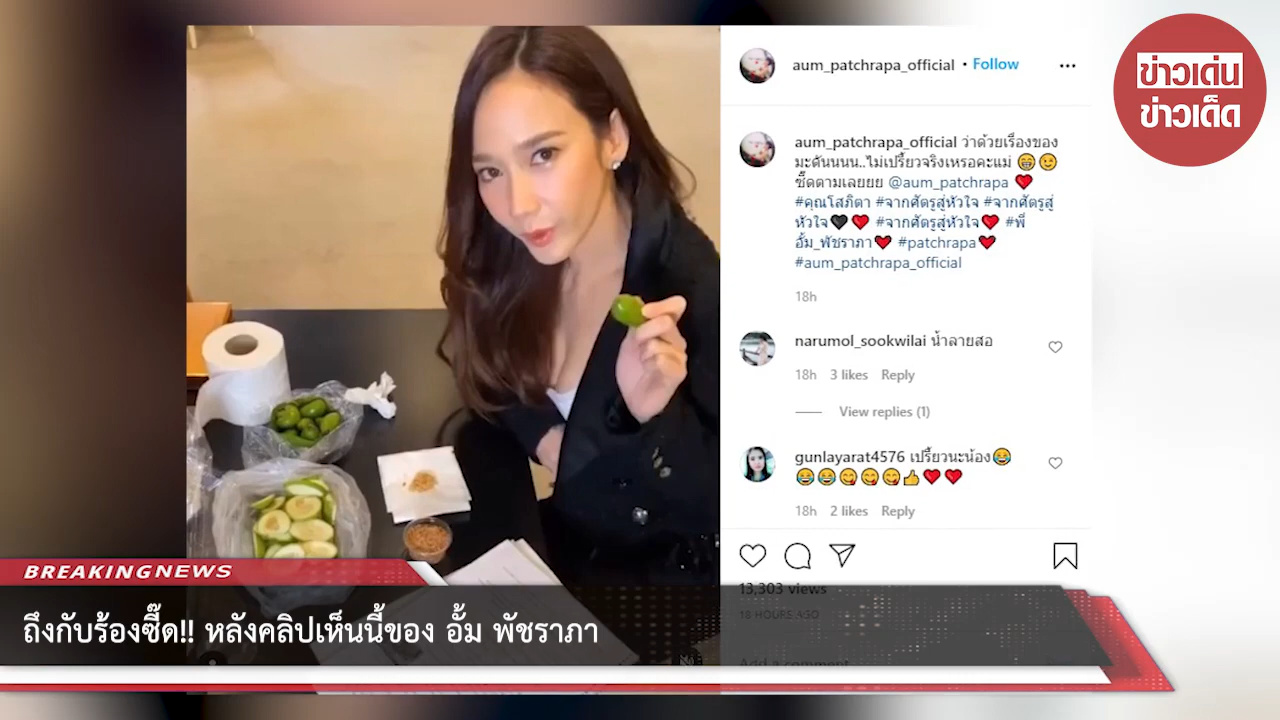 ข่าวเด่น
ข่าวเด็ด
aum_patchrapa_official • Follow
aum_patchrapa_official ว่าด้วยเรื่องของ
มะดันนนน..ไม่เปรี้ยวจริงเหรอคะแม่ 😁😉
ซี๊ดตามเลยยย @aum_patchrapa ❤️
#คุณโสภิตา #จากศัตรูสู่หัวใจ #จากศัตรูสู่
หัวใจ🖤❤️ #จากศัตรูสู่หัวใจ❤️ #พี่
อั้ม_พัชราภา❤️ #patchrapa❤️
#aum_patchrapa_official
18h
narumol_sookwilai น้ำลายสอ
18h 3 likes Reply
View replies (1)
gunlayarat4576 เปรี้ยวนะน้อง😂
😂😂😋😋😋👍❤️❤️
18h 2 likes Reply
13,303 views
18 HOURS AGO
Add a comment
BREAKINGNEWS
ถึงกับร้องซี๊ด!! หลังคลิปเห็นนี้ของ อั้ม พัชราภา